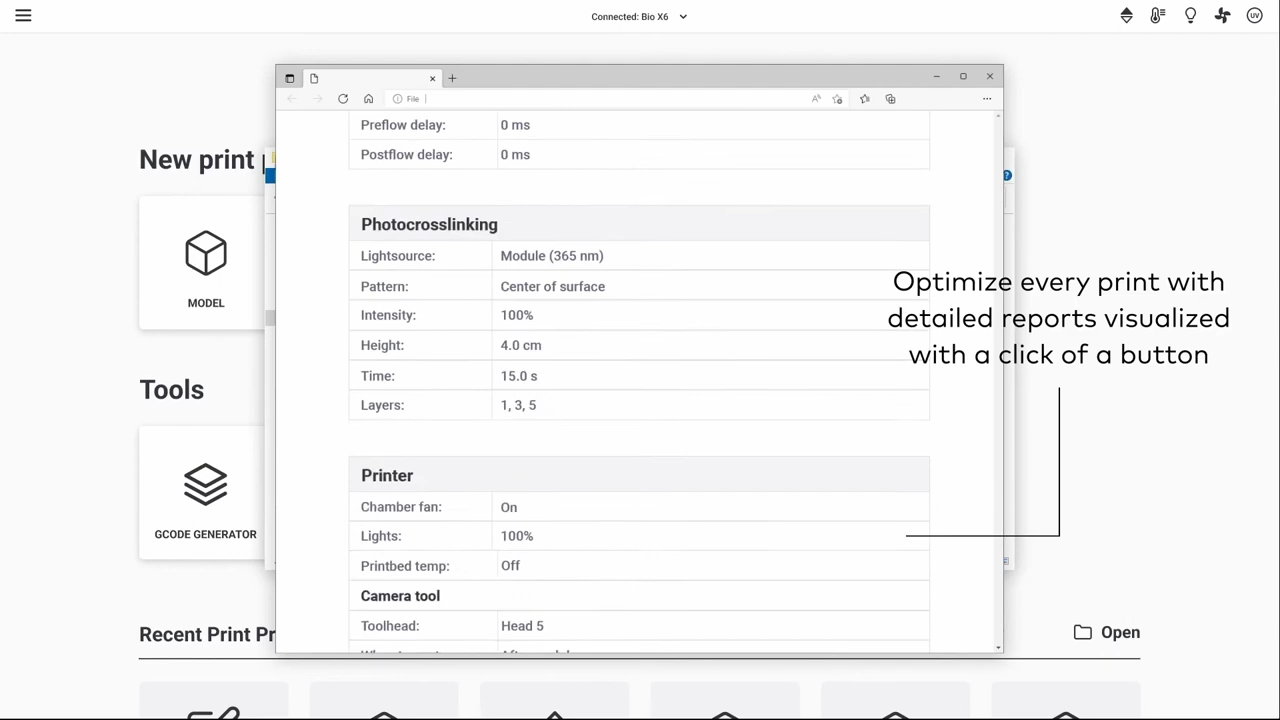 Connected: Bio X6
UV
File
New print
Preflow delay: 0 ms
Postflow delay: 0 ms
Photocrosslinking
Lightsource: Module (365 nm)
Pattern: Center of surface
Intensity: 100%
Height: 4.0 cm
Time: 15.0 s
Layers: 1, 3, 5
Optimize every print with
detailed reports visualized
with a click of a button
MODEL
Tools
GCODE GENERATOR
Printer
Chamber fan: On
Lights: 100%
Printbed temp: Off
Camera tool
Toolhead: Head 5
Recent Print Pr
Open